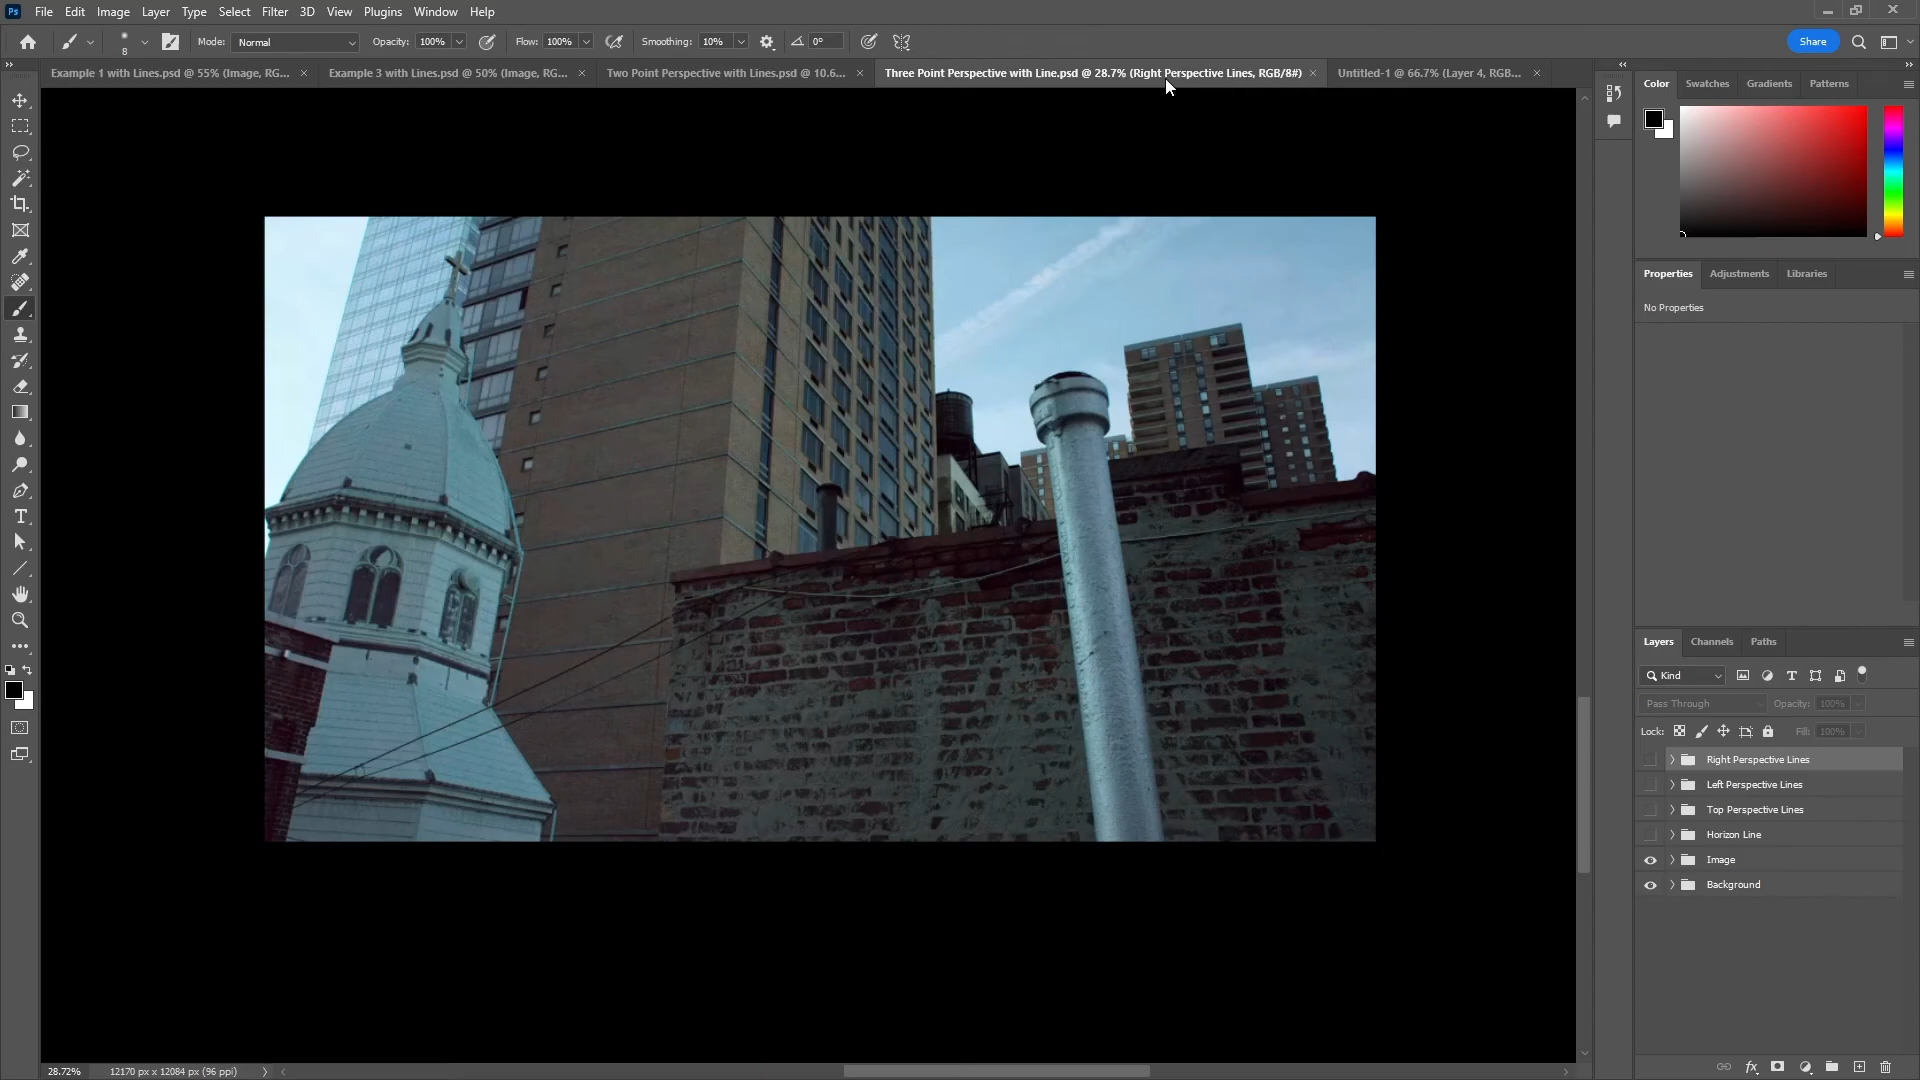 Ps File Edit Image Layer Type Select Filter 3D View Plugins Window Help
8 Mode: Normal Opacity: 100% Flow: 100% Smoothing: 10% 0° Share
Example 1 with Lines.psd @ 55% (Image, RG... × Example 3 with Lines.psd @ 50% (Image, RG... × Two Point Perspective with Lines.psd @ 10.6... × Three Point Perspective with Line.psd @ 28.7% (Right Perspective Lines, RGB/8#) × Untitled-1 @ 66.7% (Layer 4, RGB... ×
Color Swatches Gradients Patterns
Properties Adjustments Libraries
No Properties
Layers Channels Paths
Kind
Pass Through Opacity: 100%
Lock: Fill: 100%
Right Perspective Lines
Left Perspective Lines
Top Perspective Lines
Horizon Line
Image
Background
28.72% 12170 px x 12084 px (96 ppi)